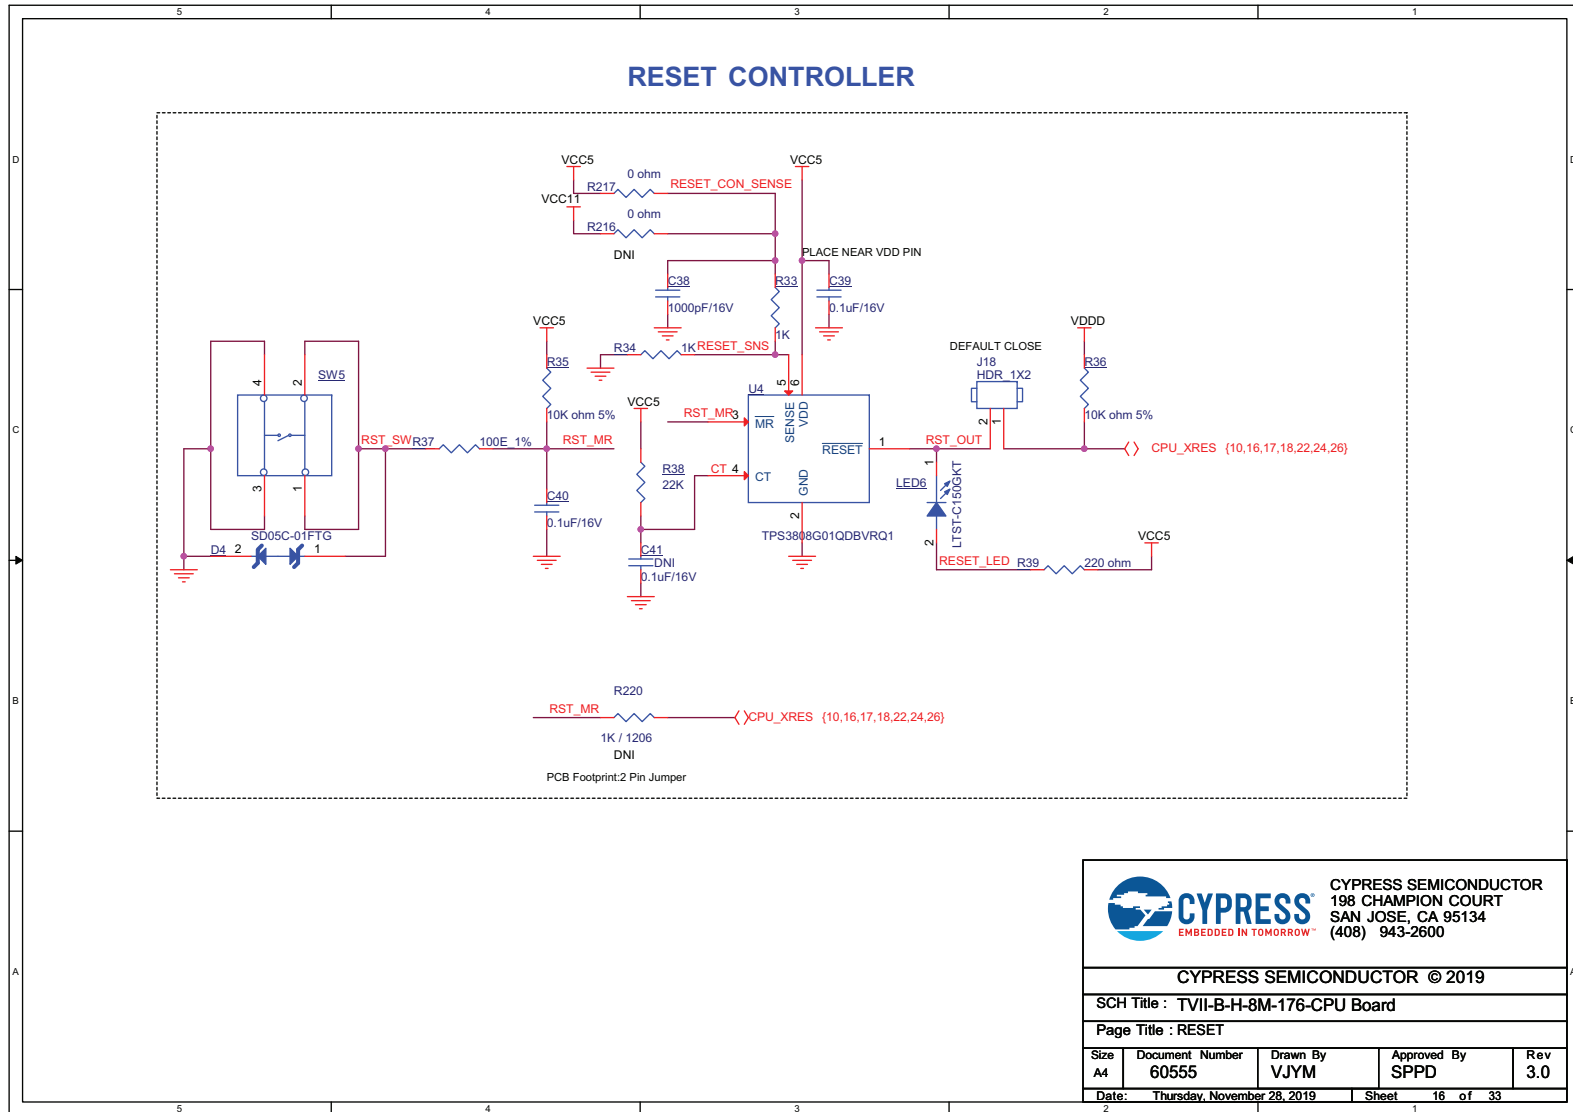 5 4 3 2 1
RESET CONTROLLER
D
D
VCC5
VCC5
0 ohm
R217
RESET_CON_SENSE
VCC11
0 ohm
R216
DNI
PLACE NEAR VDD PIN
C38
R33
C39
1000pF/16V
0.1uF/16V
1K
VCC5
VDDD
R34
1K
RESET_SNS
DEFAULT CLOSE
R35
J18
R36
HDR_1X2
4
2
SW5
5
6
U4
VCC5
10K ohm 5%
RST_MR
3
MR
SENSE
VDD
2
1
10K ohm 5%
C
C
RST_SW
R37
100E_1%
RST_MR
RESET
1
RST_OUT
CPU_XRES {10,16,17,18,22,24,26}
R38
22K
CT
4
CT
GND
1
LED6
LTST-C150GKT
3
1
C40
0.1uF/16V
2
TPS3808G01QDBVRQ1
2
SD05C-01FTG
D4
2
1
C41
DNI
0.1uF/16V
VCC5
RESET_LED
R39
220 ohm
R220
B
B
RST_MR
CPU_XRES {10,16,17,18,22,24,26}
1K / 1206
DNI
PCB Footprint:2 Pin Jumper
CYPRESS
EMBEDDED IN TOMORROW™
CYPRESS SEMICONDUCTOR
198 CHAMPION COURT
SAN JOSE, CA 95134
(408) 943-2600
A
A
CYPRESS SEMICONDUCTOR © 2019
SCH Title : TVII-B-H-8M-176-CPU Board
Page Title : RESET
Size Document Number Drawn By Approved By Rev
A4 60555 VJYM SPPD 3.0
Date: Thursday, November 28, 2019 Sheet 16 of 33
5 4 3 2 1